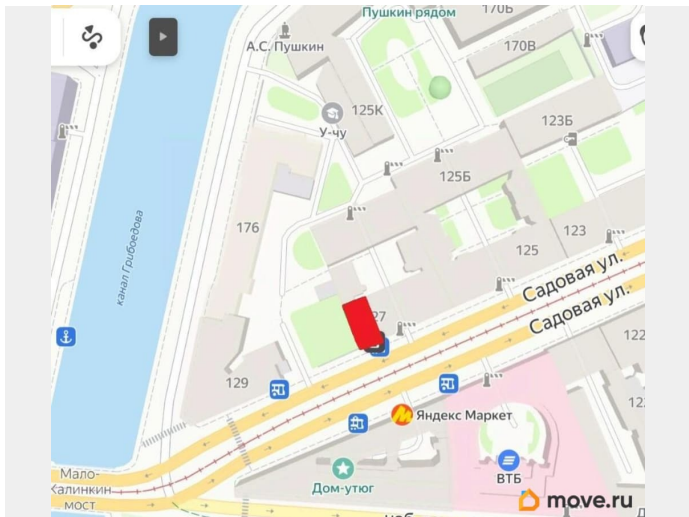 Пушкин рядом
170Б
А.С. Пушкин
170В
125К
У-чу
123Б
125Б
176
канал Грибоедова
123
125
Садовая ул.
Садовая ул.
27
122
129
Яндекс Маркет
ВТБ
Дом-утюг
Мало-
Калинкин
мост
move.ru